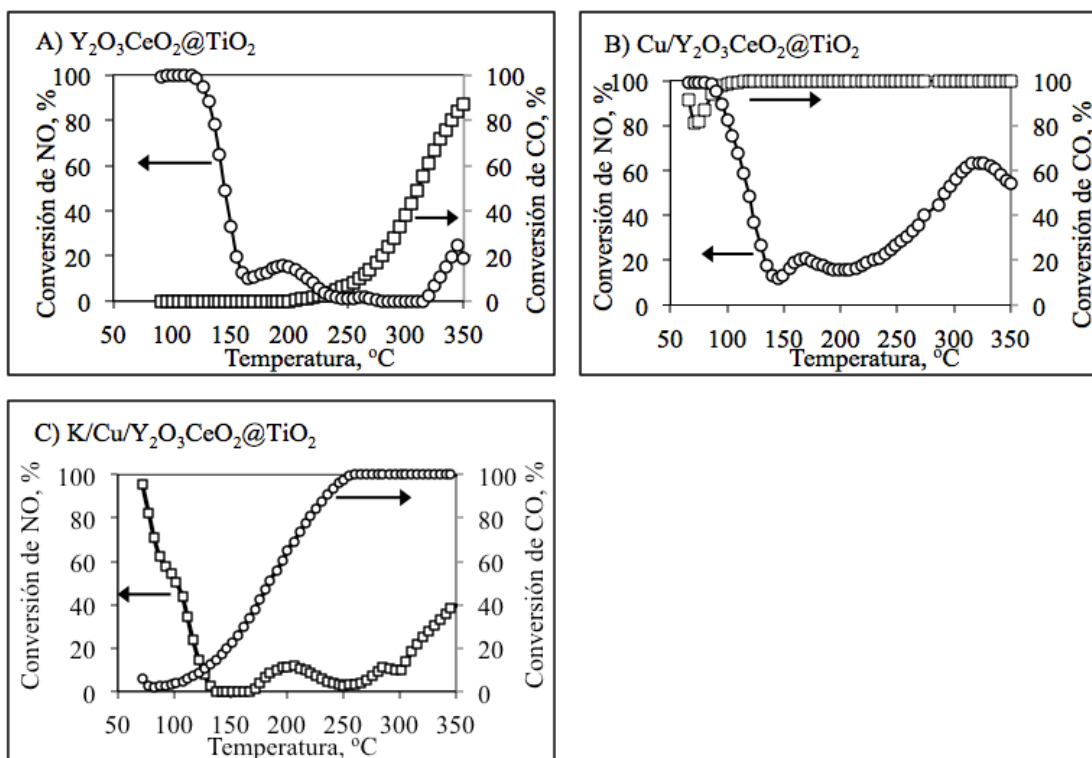 A) Y₂O₃CeO₂@TiO₂
Conversión de NO, %
100
80
60
40
20
0
100
80
60
40
20
0
Conversión de CO, %
50 100 150 200 250 300 350
Temperatura, °C
B) Cu/Y₂O₃CeO₂@TiO₂
Conversión de NO, %
100
80
60
40
20
0
100
80
60
40
20
0
Conversión de CO, %
50 100 150 200 250 300 350
Temperatura, °C
C) K/Cu/Y₂O₃CeO₂@TiO₂
Conversión de NO, %
100
80
60
40
20
0
100
80
60
40
20
0
Conversión de CO, %
50 100 150 200 250 300 350
Temperatura, °C